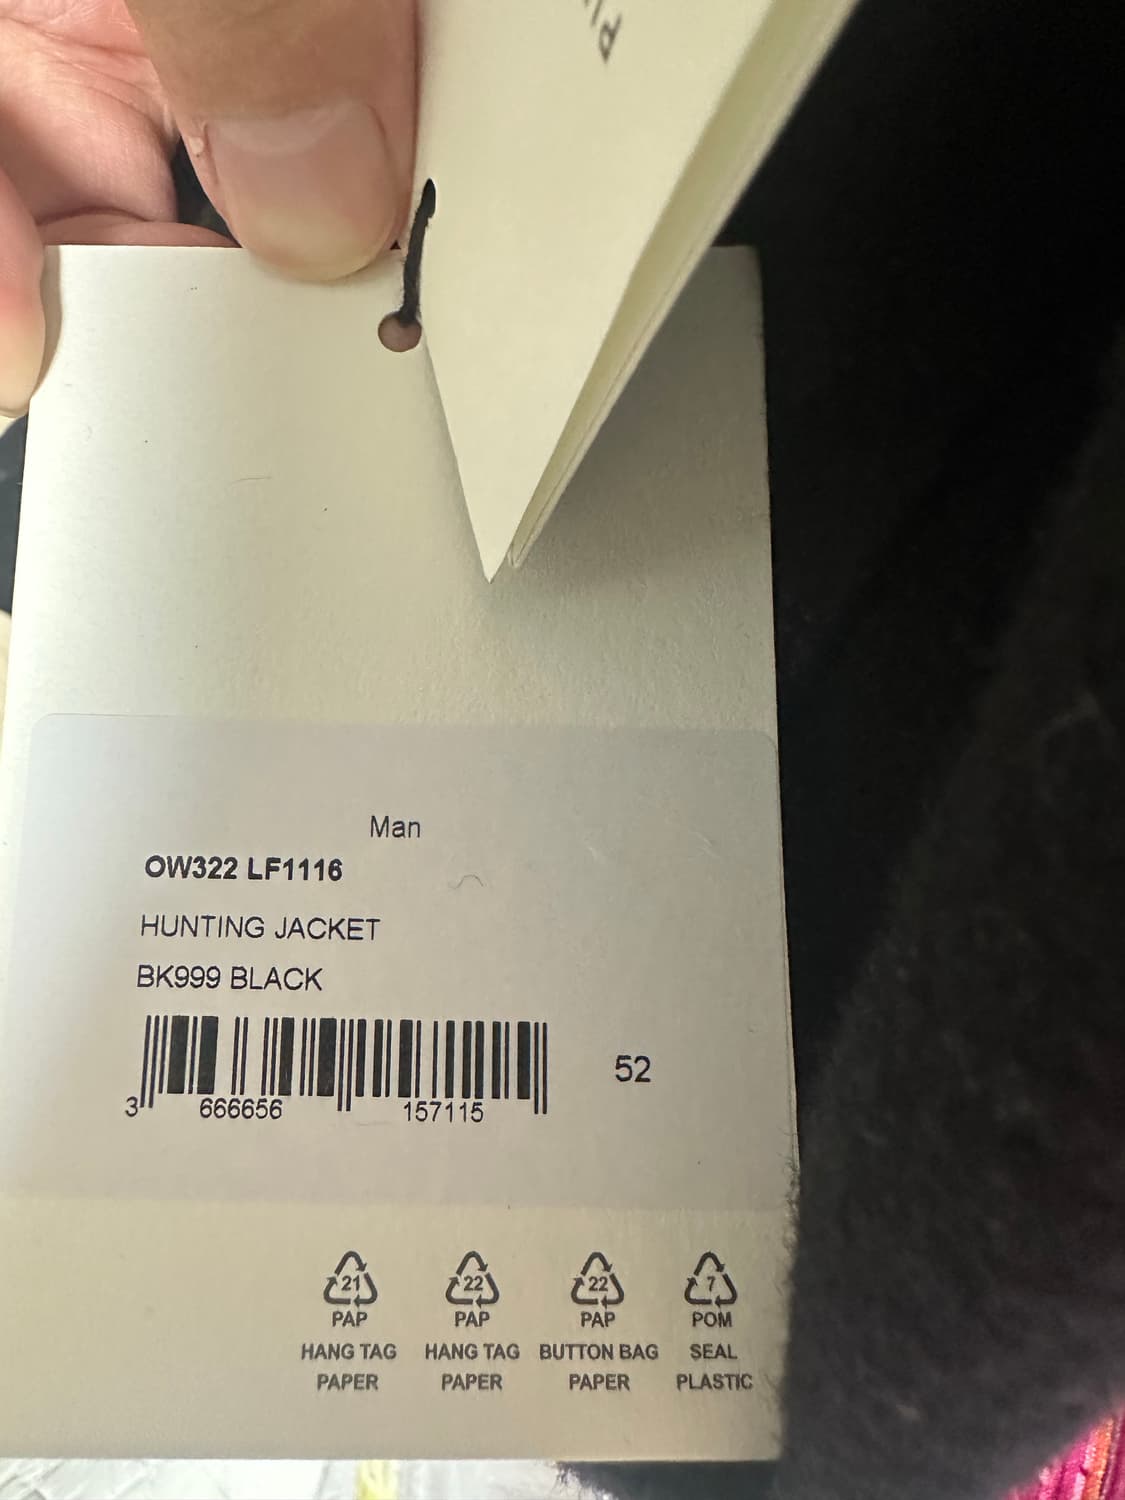 Man
OW322 LF1116
HUNTING JACKET
BK999 BLACK
52
3 666656 157115
21 22 22 7
PAP PAP PAP POM
HANG TAG HANG TAG BUTTON BAG SEAL
PAPER PAPER PAPER PLASTIC